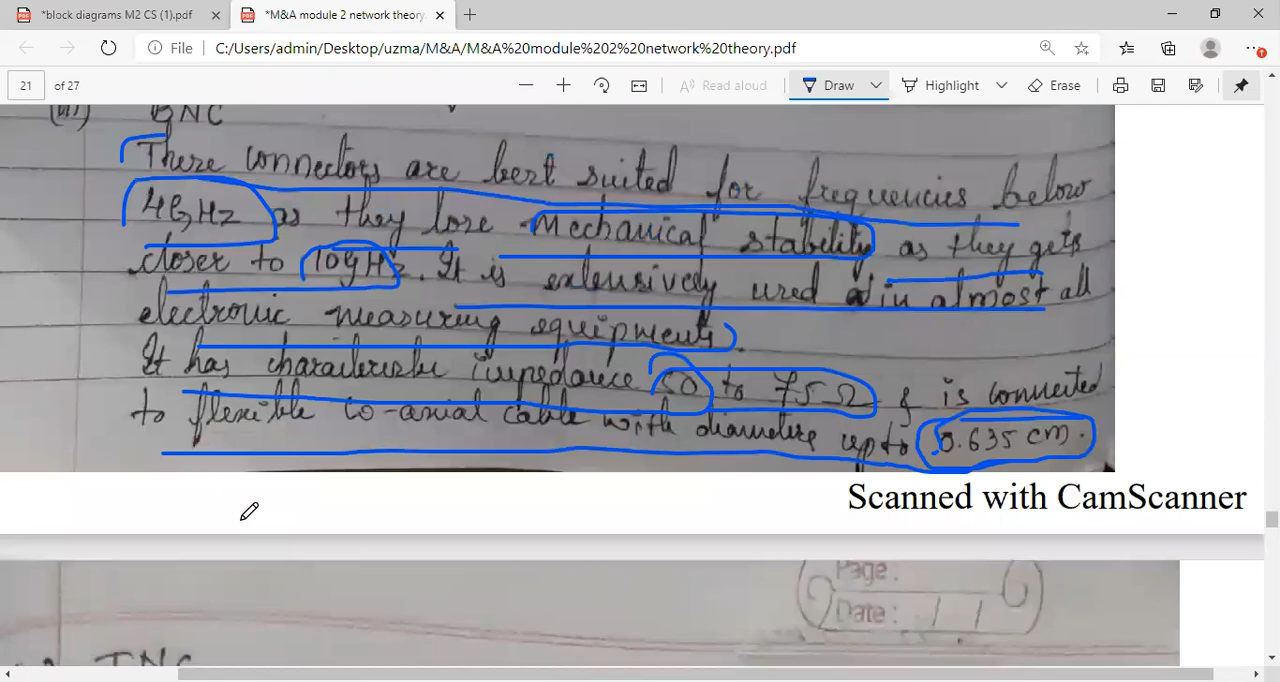 *block diagrams M2 CS (1).pdf
*M&A module 2 network theory.
File
C:/Users/admin/Desktop/uzma/M&A/M&A%20module%202%20network%20theory.pdf
21 of 27
Read aloud
Draw
Highlight
Erase
BNC
These connectors are best suited for frequencies below
4GHz as they lose mechanical stability as they gets
closer to 10GHz. It is extensively used in almost all
electronic measuring equipments.
It has characteristic impedance 50 to 75Ω & is connected
to flexible co-axial cable with diameter up to 0.635 cm.
Scanned with CamScanner
Page:
Date: / /
TNC